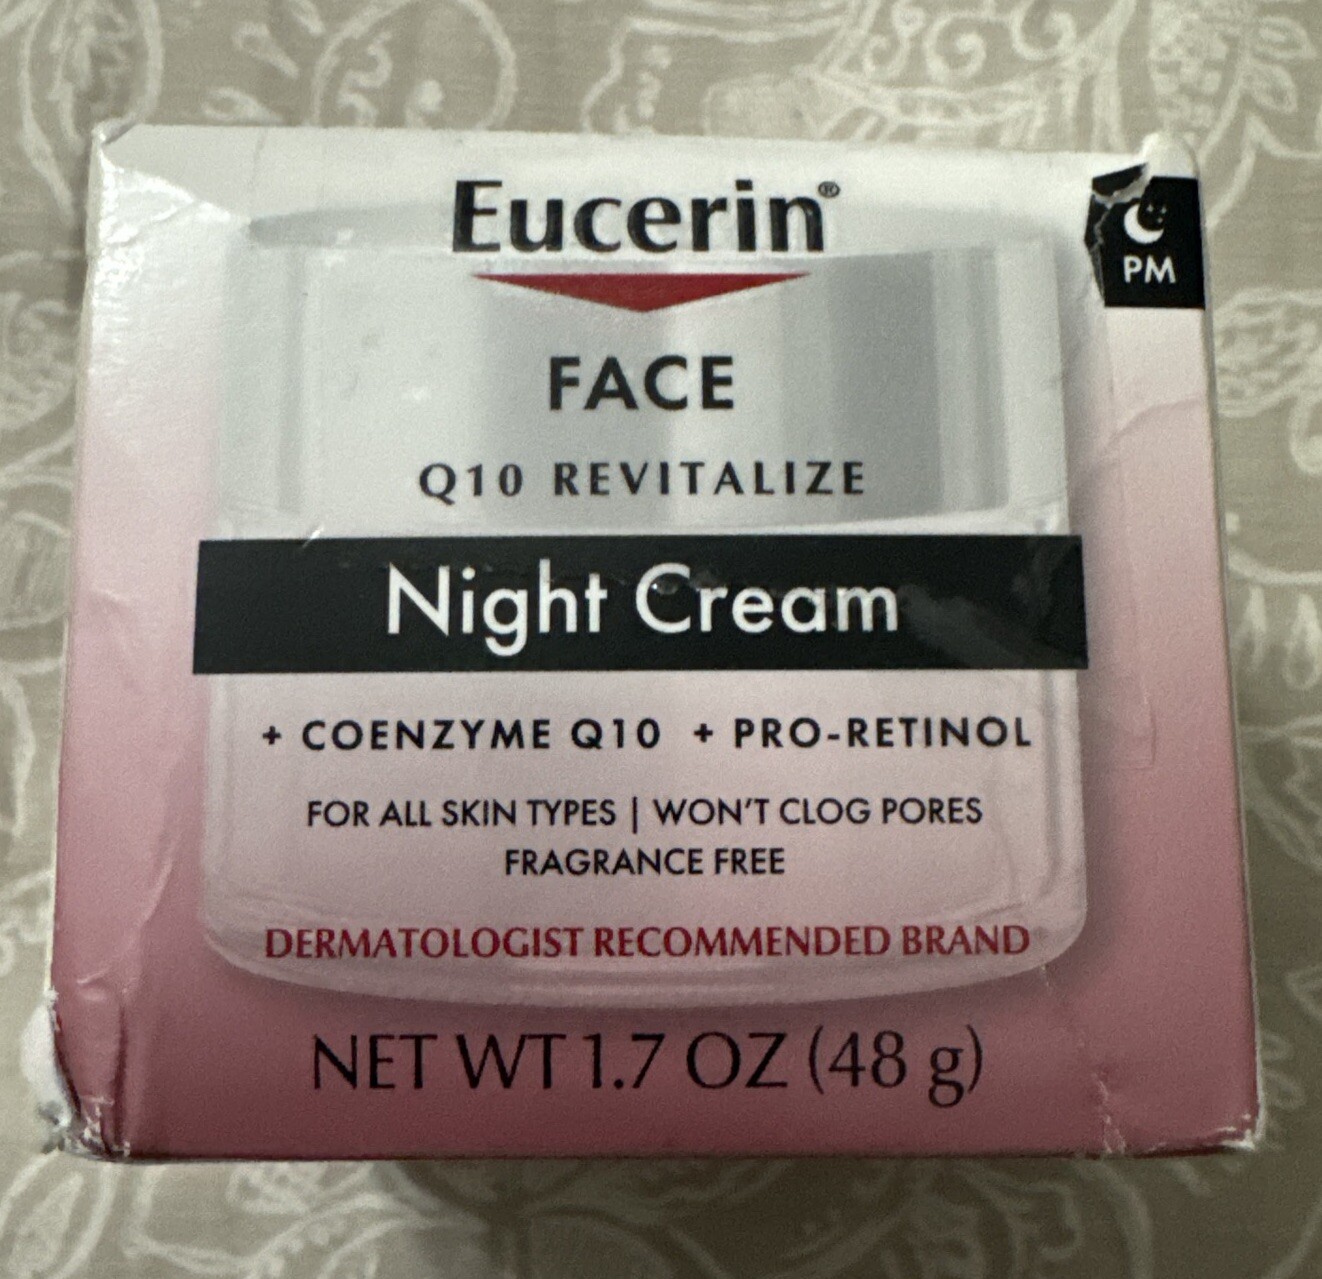 Eucerin®
PM
FACE
Q10 REVITALIZE
Night Cream
+ COENZYME Q10 + PRO-RETINOL
FOR ALL SKIN TYPES | WON'T CLOG PORES
FRAGRANCE FREE
DERMATOLOGIST RECOMMENDED BRAND
NET WT 1.7 OZ (48 g)